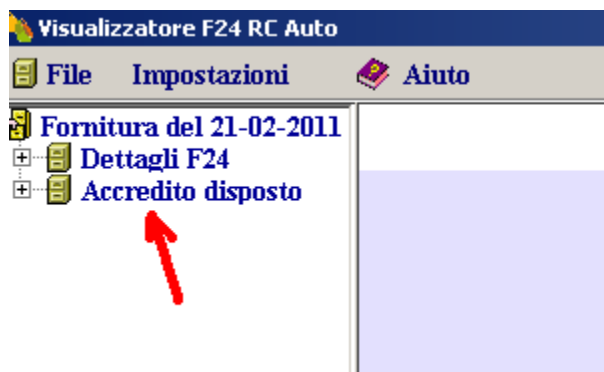 Visualizzatore F24 RC Auto
File Impostazioni Aiuto
Fornitura del 21-02-2011
Dettagli F24
Accredito disposto